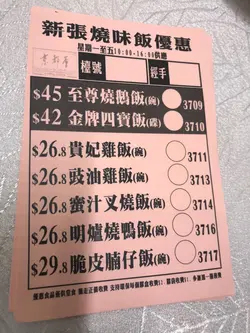 新張燒味飯優惠
星期一至五10:00-16:00供應
檯號 經手
$45 至尊燒鵝飯(碗) 3709
$42 金牌四寶飯(碟) 3710
$26.8 貴妃雞飯(碗) 3711
$26.8 豉油雞飯(碗) 3713
$26.8 蜜汁叉燒飯(碗) 3714
$26.8 明爐燒鴨飯(碗) 3716
$29.8 脆皮腩仔飯(碗) 3717